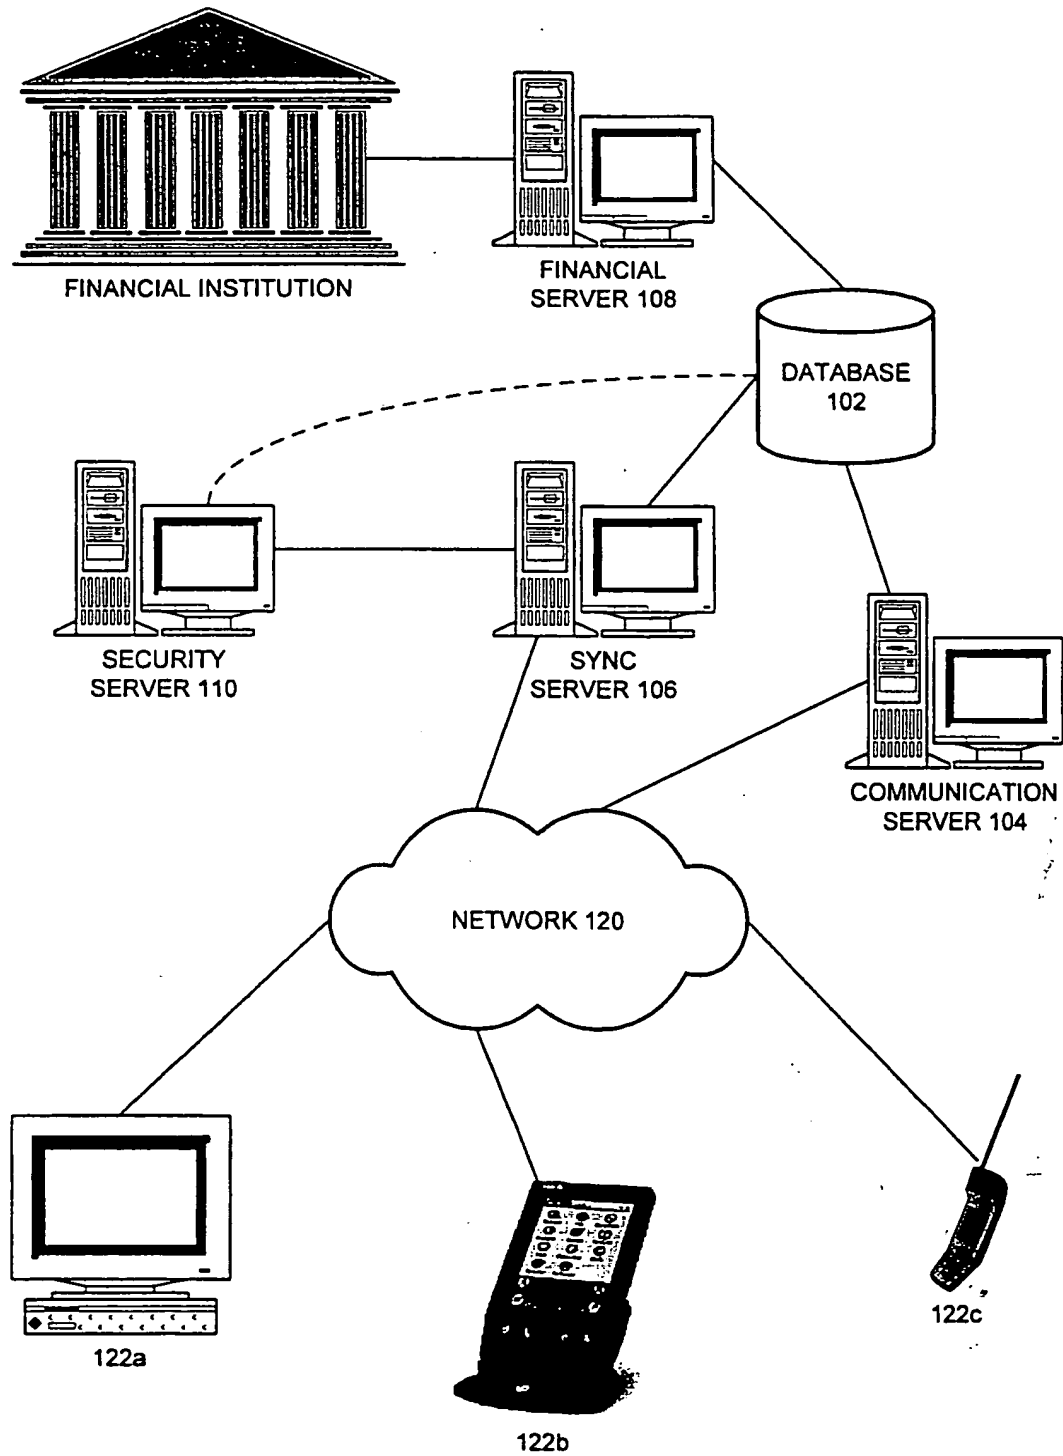 FINANCIAL INSTITUTION
FINANCIAL
SERVER 108
DATABASE
102
SECURITY
SERVER 110
SYNC
SERVER 106
COMMUNICATION
SERVER 104
NETWORK 120
122a
122b
122c